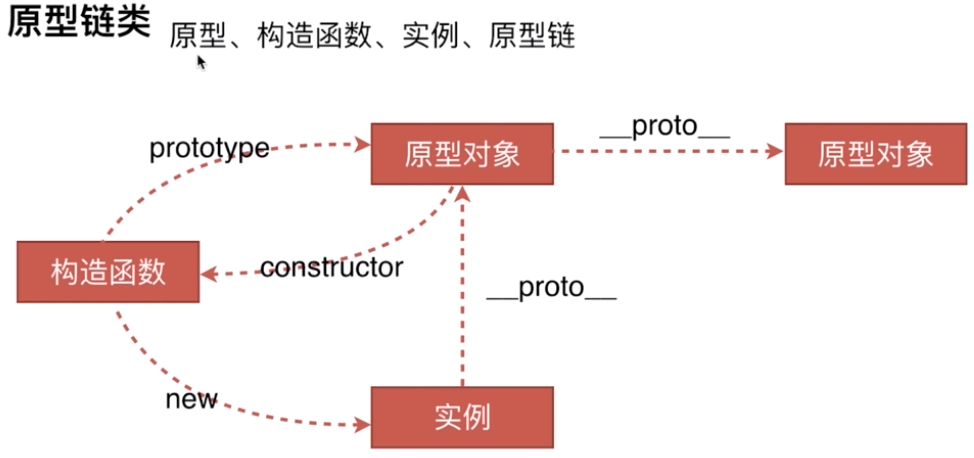 原型链类
原型、构造函数、实例、原型链
prototype
原型对象
__proto__
原型对象
构造函数
constructor
__proto__
new
实例